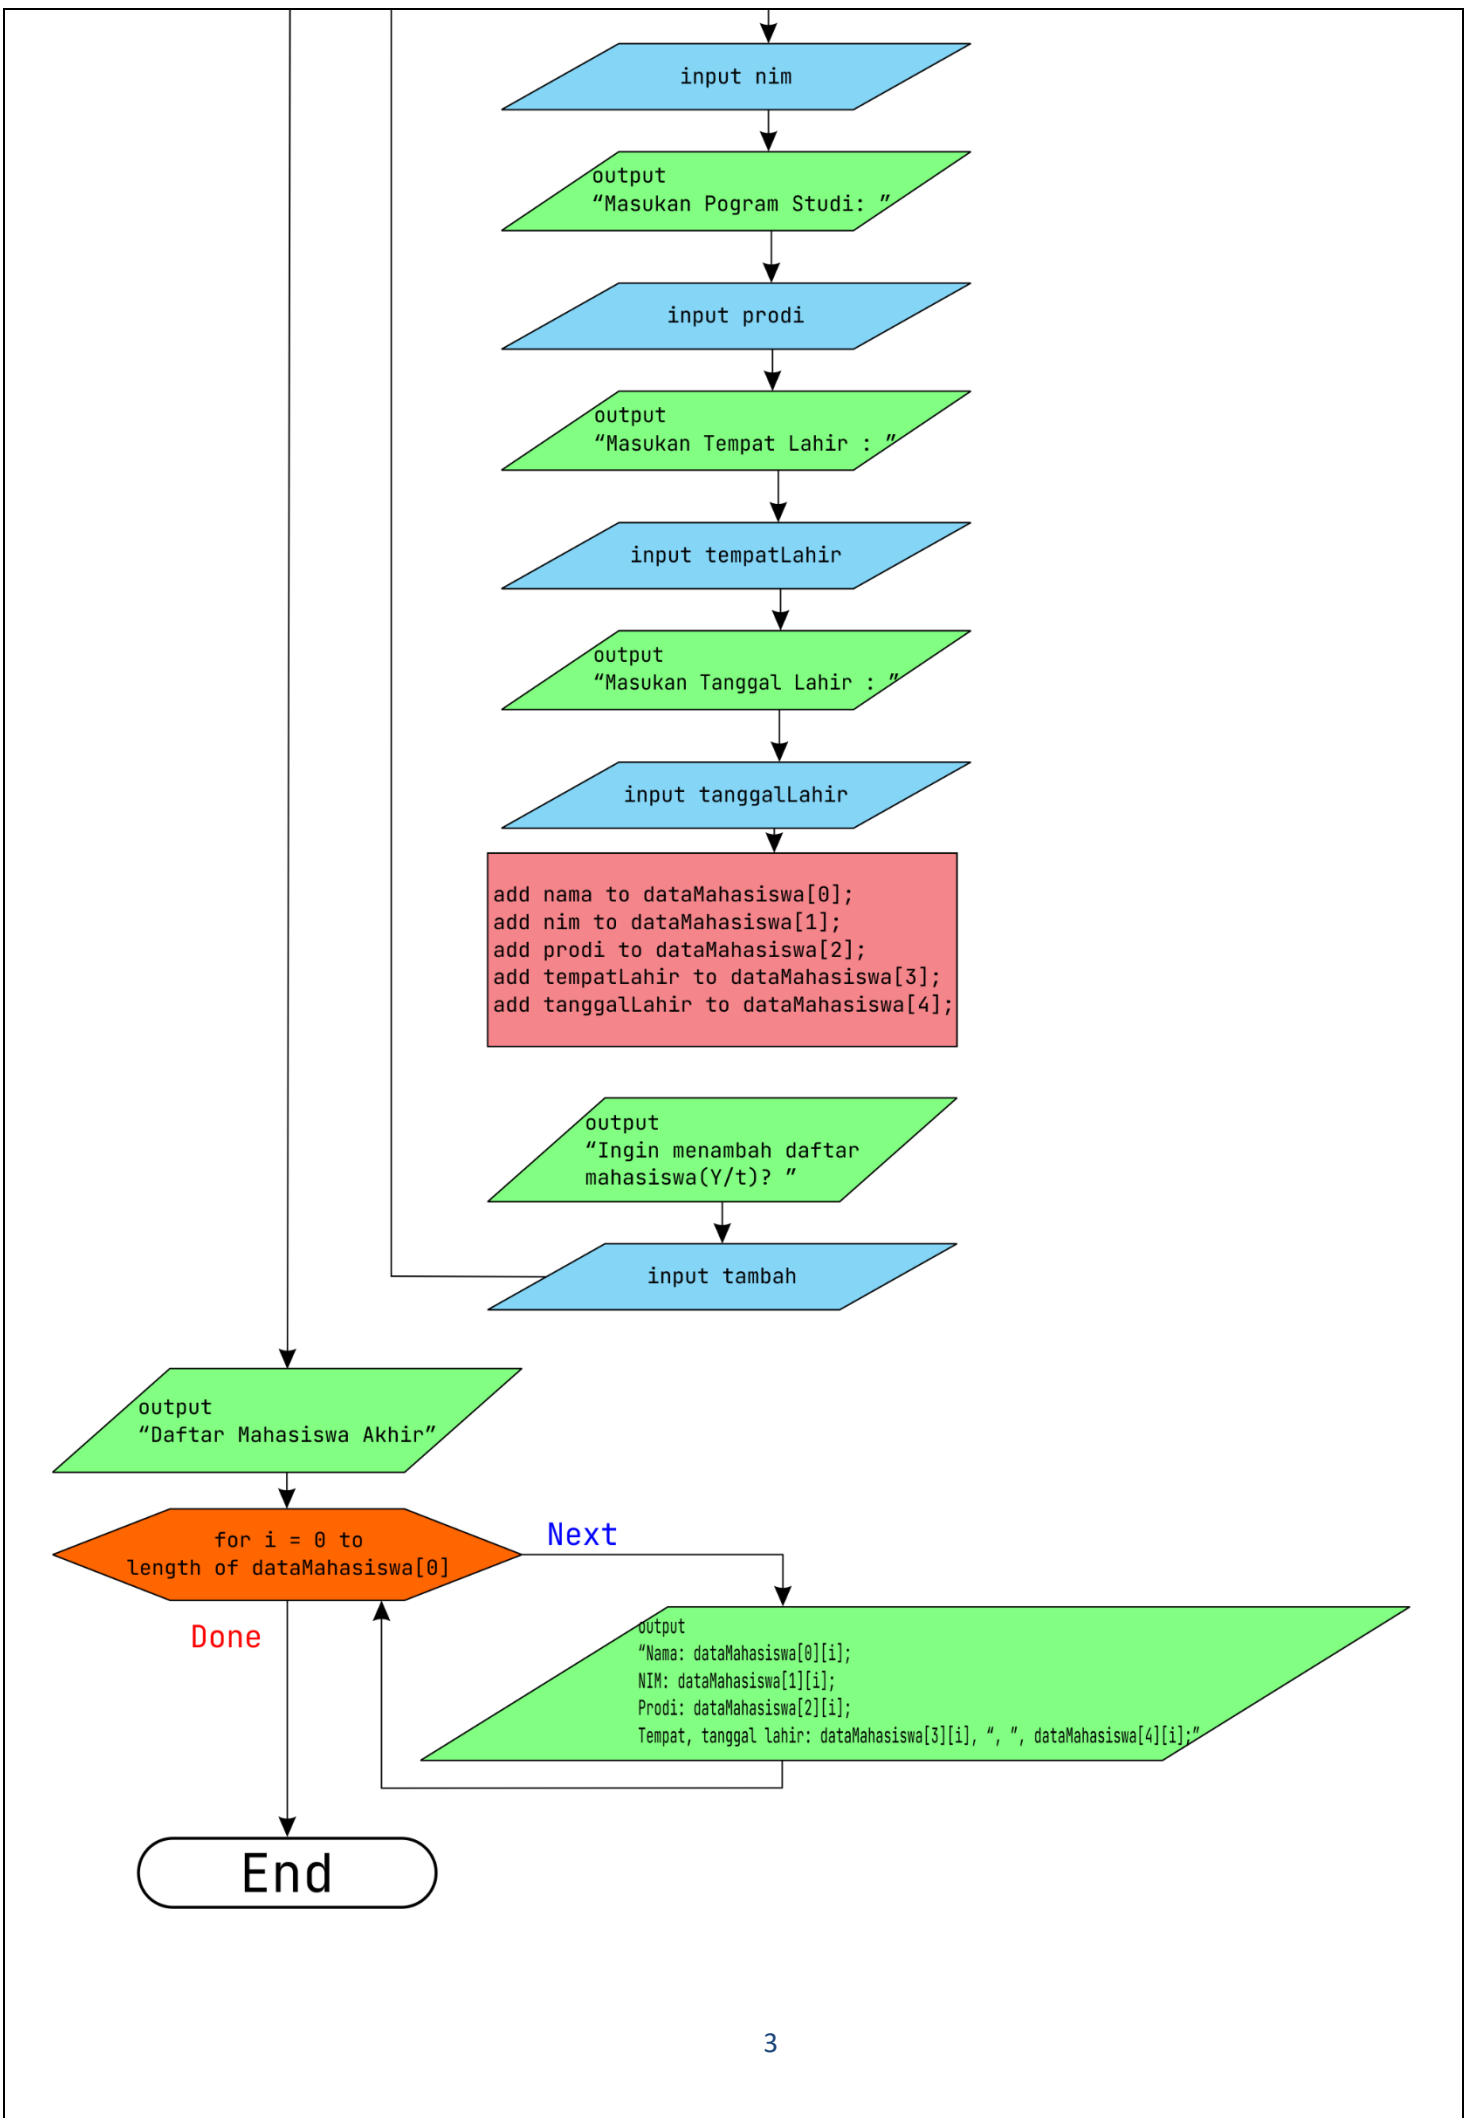 input nim
output
“Masukan Pogram Studi: ”
input prodi
output
“Masukan Tempat Lahir : ”
input tempatLahir
output
“Masukan Tanggal Lahir : ”
input tanggalLahir
add nama to dataMahasiswa[0];
add nim to dataMahasiswa[1];
add prodi to dataMahasiswa[2];
add tempatLahir to dataMahasiswa[3];
add tanggalLahir to dataMahasiswa[4];
output
“Ingin menambah daftar
mahasiswa(Y/t)? ”
input tambah
output
“Daftar Mahasiswa Akhir”
for i = 0 to
length of dataMahasiswa[0]
Next
Done
output
“Nama: dataMahasiswa[0][i];
NIM: dataMahasiswa[1][i];
Prodi: dataMahasiswa[2][i];
Tempat, tanggal lahir: dataMahasiswa[3][i], “, ”, dataMahasiswa[4][i];”
End
3